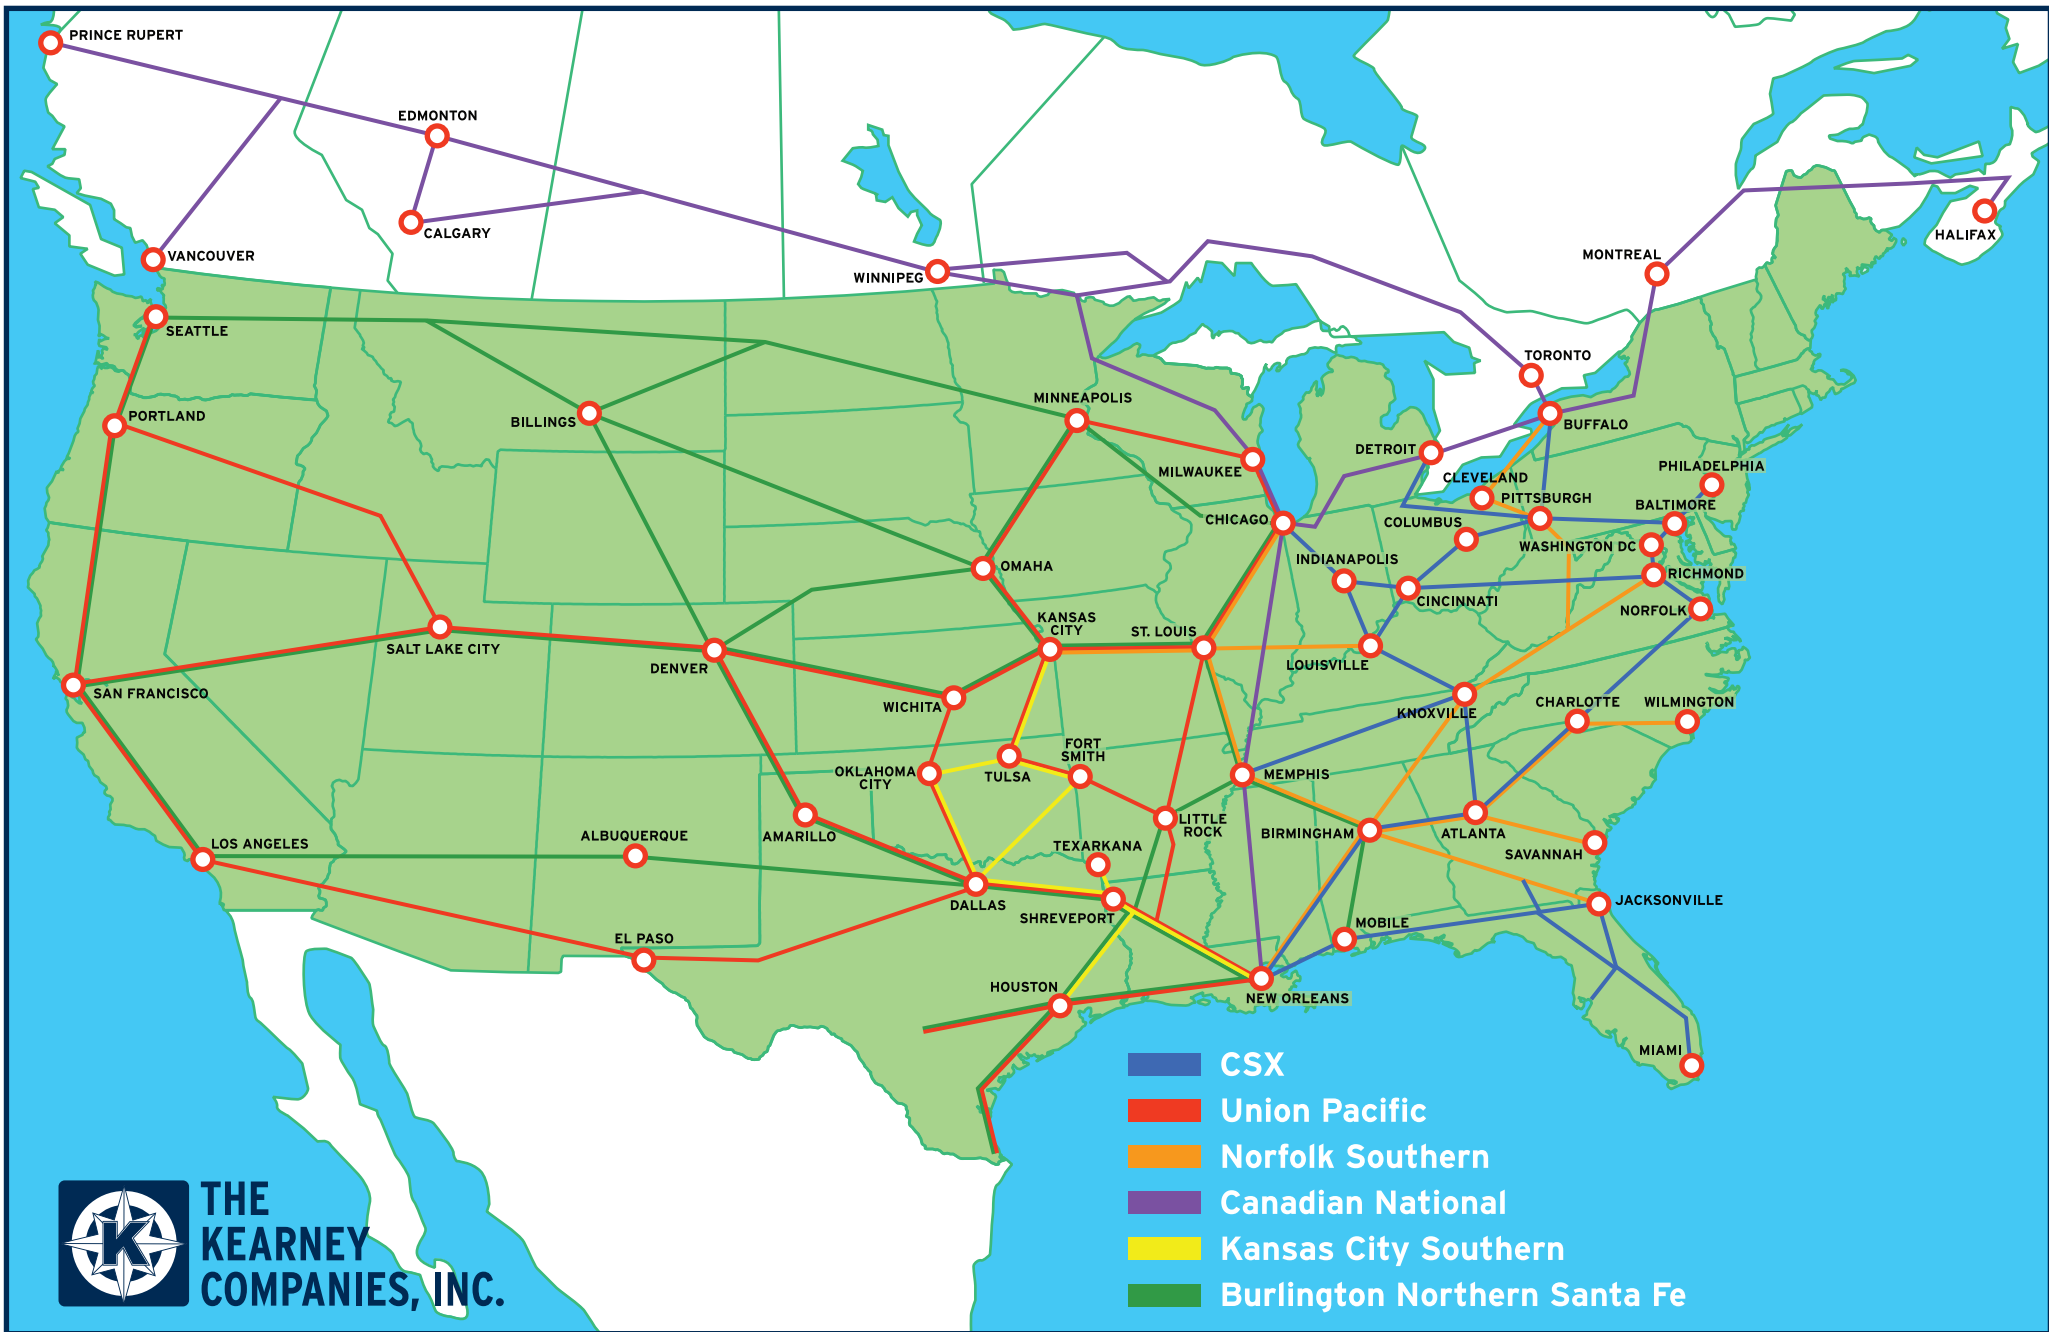 PRINCE RUPERT
EDMONTON
CALGARY
VANCOUVER
WINNIPEG
MONTREAL
HALIFAX
SEATTLE
TORONTO
PORTLAND
BILLINGS
MINNEAPOLIS
BUFFALO
DETROIT
MILWAUKEE
CLEVELAND
PHILADELPHIA
PITTSBURGH
BALTIMORE
CHICAGO
COLUMBUS
WASHINGTON DC
INDIANAPOLIS
OMAHA
RICHMOND
CINCINNATI
NORFOLK
KANSAS
CITY
ST. LOUIS
SALT LAKE CITY
DENVER
LOUISVILLE
SAN FRANCISCO
WICHITA
KNOXVILLE
CHARLOTTE
WILMINGTON
FORT
SMITH
OKLAHOMA
CITY
TULSA
MEMPHIS
LITTLE
ROCK
AMARILLO
ALBUQUERQUE
LOS ANGELES
TEXARKANA
BIRMINGHAM
ATLANTA
SAVANNAH
DALLAS
SHREVEPORT
JACKSONVILLE
MOBILE
EL PASO
HOUSTON
NEW ORLEANS
MIAMI
CSX
Union Pacific
Norfolk Southern
Canadian National
Kansas City Southern
Burlington Northern Santa Fe
K
THE
KEARNEY
COMPANIES, INC.